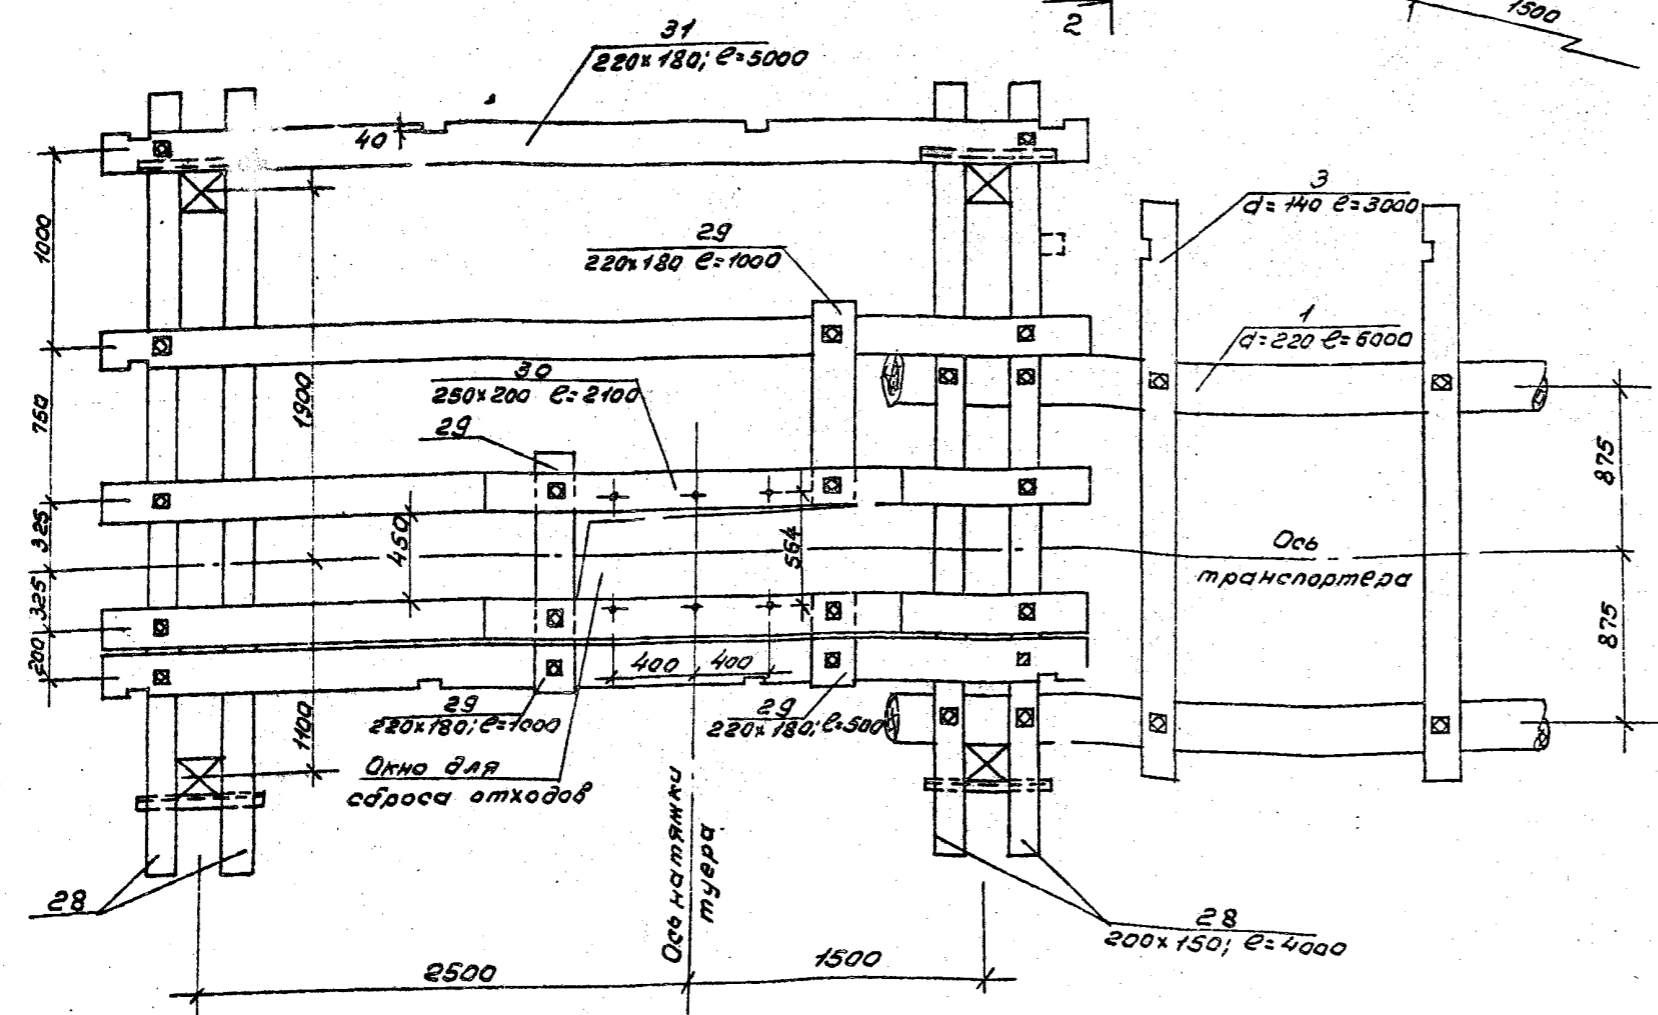 2
1500
31
220×180; ℓ=5000
40
3
d=140 ℓ=3000
1000
29
220×180 ℓ=1000
1
d=220 ℓ=6000
30
250×200 ℓ=2100
1900
750
29
875
325
450
564
Ось
транспортера
325
200
400
400
875
29
220×180; ℓ=1000
29
220×180; ℓ=500
1100
Окно для
сброса отходов
Ось натяжки
туера
28
28
200×150; ℓ=4000
2500
1500